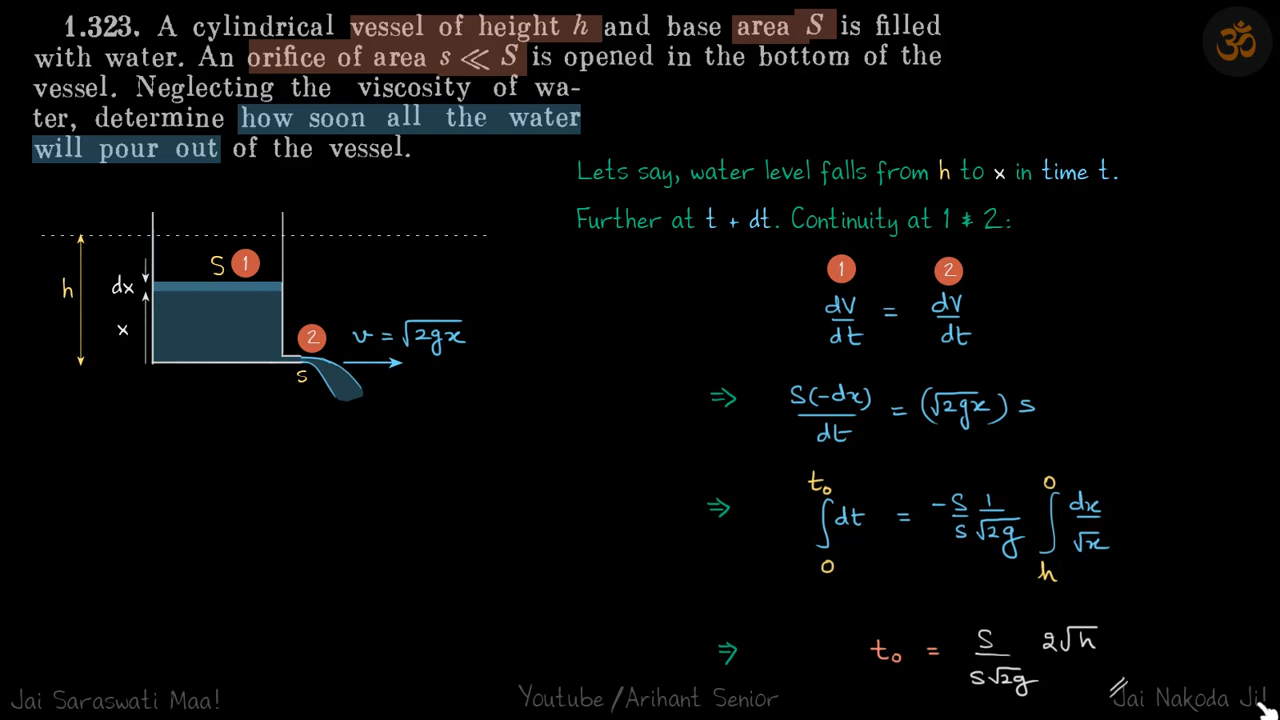 1.323. A cylindrical vessel of height h and base area S is filled
with water. An orifice of area s ≪ S is opened in the bottom of the
vessel. Neglecting the viscosity of wa-
ter, determine how soon all the water
will pour out of the vessel.
ॐ
Lets say, water level falls from h to x in time t.
Further at t + dt. Continuity at 1 & 2:
S 1
h
dx
x
2
s
v = √2gx
1 2
dV/dt = dV/dt
⇒ S(-dx)/dt = (√2gx) s
⇒ ∫₀^t₀ dt = -S/s 1/√2g ∫ₕ^0 dx/√x
⇒ t₀ = S/s√2g 2√h
Jai Saraswati Maa!
Youtube /Arihant Senior
Jai Nakoda Ji!